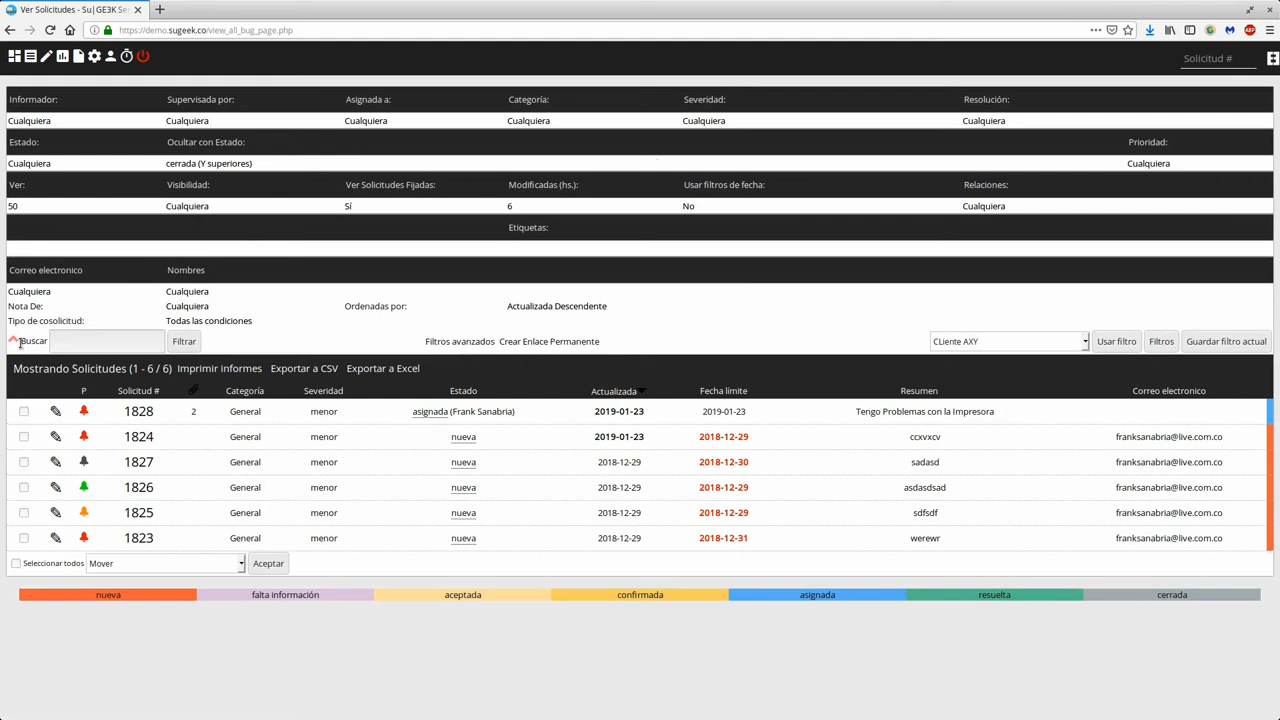 Ver Solicitudes - Su|GE3K Se
https://demo.sugeek.co/view_all_bug_page.php
ABP
Solicitud #
Informador: Supervisada por: Asignada a: Categoría: Severidad: Resolución:
Cualquiera Cualquiera Cualquiera Cualquiera Cualquiera Cualquiera
Estado: Ocultar con Estado: Prioridad:
Cualquiera cerrada (Y superiores) Cualquiera
Ver: Visibilidad: Ver Solicitudes Fijadas: Modificadas (hs.): Usar filtros de fecha: Relaciones:
50 Cualquiera Sí 6 No Cualquiera
Etiquetas:
Correo electronico Nombres
Cualquiera Cualquiera
Nota De: Cualquiera Ordenadas por: Actualizada Descendente
Tipo de cosolicitud: Todas las condiciones
Buscar Filtrar Filtros avanzados Crear Enlace Permanente CLiente AXY Usar filtro Filtros Guardar filtro actual
Mostrando Solicitudes (1 - 6 / 6) Imprimir informes Exportar a CSV Exportar a Excel
P Solicitud # Categoría Severidad Estado Actualizada Fecha límite Resumen Correo electronico
1828 2 General menor asignada (Frank Sanabria) 2019-01-23 2019-01-23 Tengo Problemas con la Impresora
1824 General menor nueva 2019-01-23 2018-12-29 ccxvxcv franksanabria@live.com.co
1827 General menor nueva 2018-12-29 2018-12-30 sadasd franksanabria@live.com.co
1826 General menor nueva 2018-12-29 2018-12-29 asdasdsad franksanabria@live.com.co
1825 General menor nueva 2018-12-29 2018-12-29 sdfsdf franksanabria@live.com.co
1823 General menor nueva 2018-12-29 2018-12-31 werewr franksanabria@live.com.co
Seleccionar todos Mover Aceptar
nueva falta información aceptada confirmada asignada resuelta cerrada